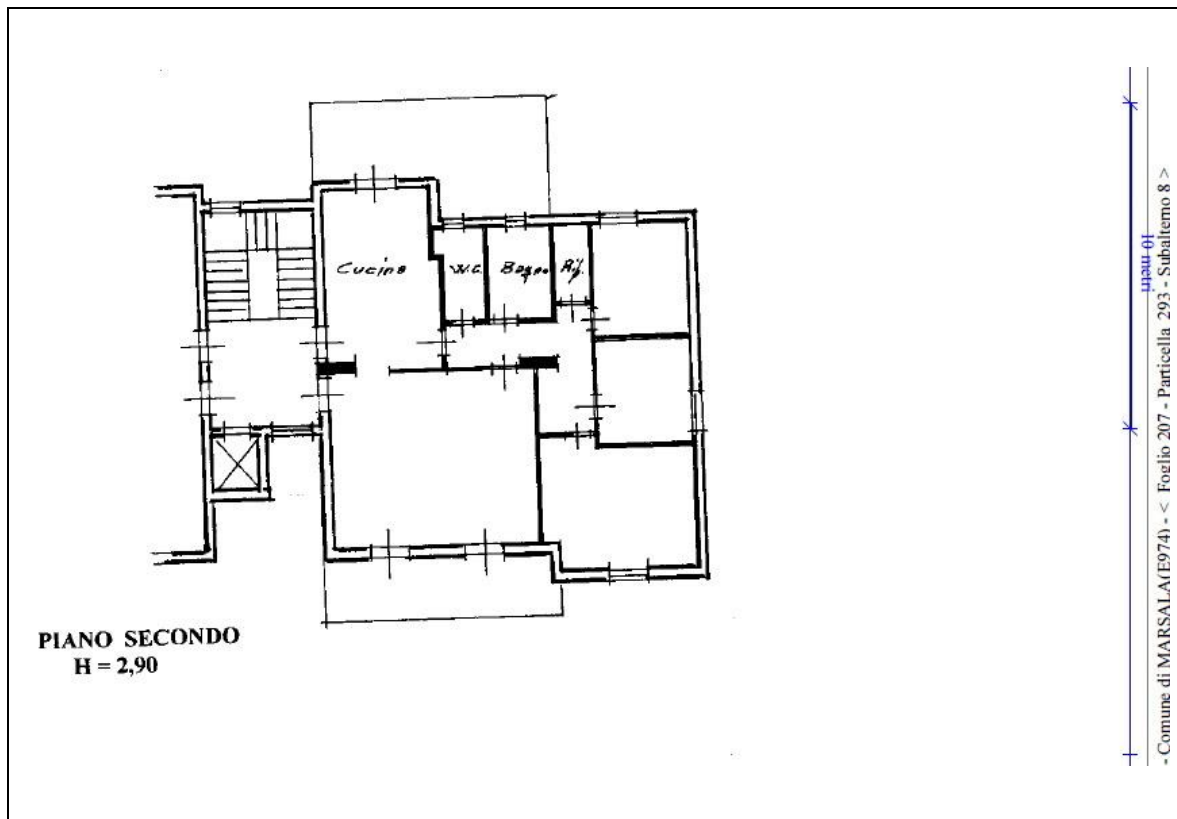 Cucina
W.C.
Bagno
Rip.
PIANO SECONDO
H = 2,90
10 metri
- Comune di MARSALA(E974) - < Foglio 207 - Particella 293 - Subalterno 8 >